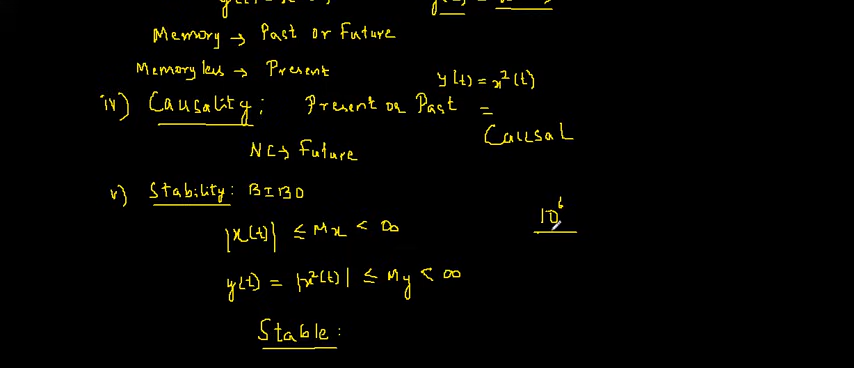 Memory → Past or Future
Memoryless → Present
y(t) = x²(t)
iv) Causality; Present or Past =
Causal
NC → Future
v) Stability: BIBO
|x(t)| ≤ Mx < ∞
10⁶
y(t) = |x²(t)| ≤ My < ∞
Stable: